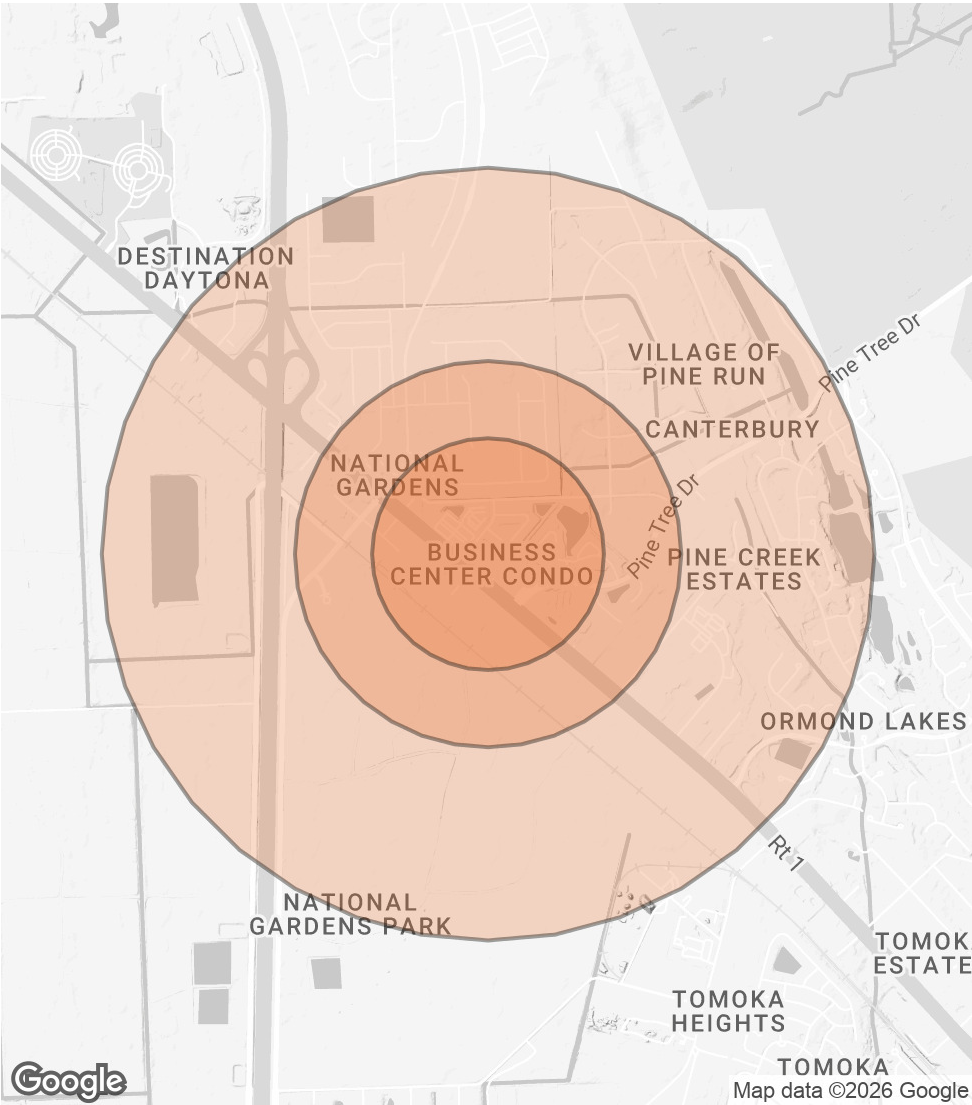 DESTINATION
DAYTONA
Pine Tree Dr
VILLAGE OF
PINE RUN
CANTERBURY
NATIONAL
GARDENS
Pine Tree Dr
BUSINESS
CENTER CONDO
PINE CREEK
ESTATES
ORMOND LAKES
Rt 1
NATIONAL
GARDENS PARK
TOMOK
ESTATE
TOMOKA
HEIGHTS
TOMOKA
Google
Map data ©2026 Google